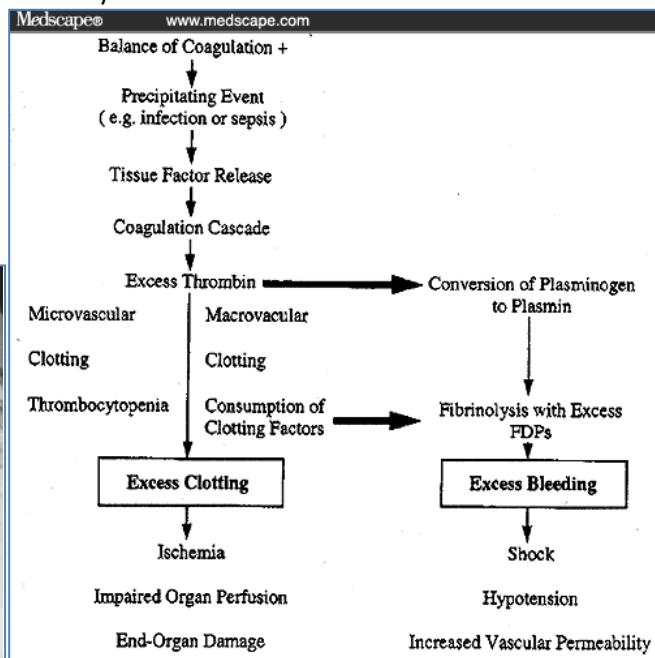 Medscape® www.medscape.com
Balance of Coagulation +
Precipitating Event
( e.g. infection or sepsis )
Tissue Factor Release
Coagulation Cascade
Excess Thrombin
Conversion of Plasminogen
to Plasmin
Microvascular
Macrovacular
Clotting
Clotting
Thrombocytopenia
Consumption of
Clotting Factors
Fibrinolysis with Excess
FDPs
Excess Clotting
Excess Bleeding
Ischemia
Shock
Impaired Organ Perfusion
Hypotension
End-Organ Damage
Increased Vascular Permeability